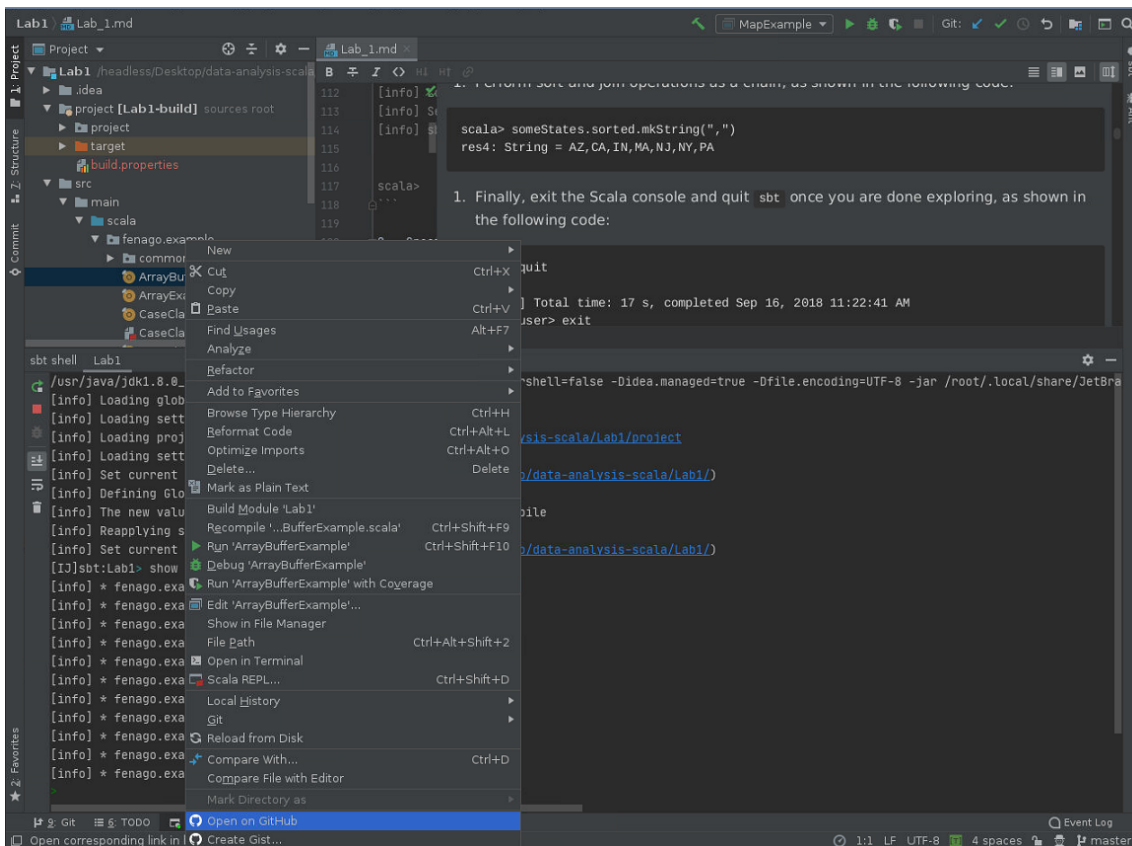 Lab1 Lab_1.md MapExample Git:
1: Project
Project
Lab_1.md
Lab1 /headless/Desktop/data-analysis-scala
.idea
project [Lab1-build] sources root
project
target
build.properties
src
main
scala
fenago.example
commo
ArrayBu
ArrayExa
CaseCla
CaseCla
Z: Structure
Commit
2: Favorites
B I <> H1 H↑
112 [info]
113 [info] Se
114 [info] s
115
116
117 scala>
118 ```
119
1. Perform sort and join operations as a chain, as shown in the following code:
scala> someStates.sorted.mkString(",")
res4: String = AZ,CA,IN,MA,NJ,NY,PA
1. Finally, exit the Scala console and quit sbt once you are done exploring, as shown in
the following code:
quit
] Total time: 17 s, completed Sep 16, 2018 11:22:41 AM
user> exit
New
Cut Ctrl+X
Copy
Paste Ctrl+V
Find Usages Alt+F7
Analyze
Refactor
Add to Favorites
Browse Type Hierarchy Ctrl+H
Reformat Code Ctrl+Alt+L
Optimize Imports Ctrl+Alt+O
Delete... Delete
Mark as Plain Text
Build Module 'Lab1'
Recompile '...BufferExample.scala' Ctrl+Shift+F9
Run 'ArrayBufferExample' Ctrl+Shift+F10
Debug 'ArrayBufferExample'
Run 'ArrayBufferExample' with Coverage
Edit 'ArrayBufferExample'...
Show in File Manager
File Path Ctrl+Alt+Shift+2
Open in Terminal
Scala REPL... Ctrl+Shift+D
Local History
Git
Reload from Disk
Compare With... Ctrl+D
Compare File with Editor
Mark Directory as
Open on GitHub
Create Gist...
sbt shell Lab1
/usr/java/jdk1.8.0_ shell=false -Didea.managed=true -Dfile.encoding=UTF-8 -jar /root/.local/share/JetBra
[info] Loading glob
[info] Loading sett
[info] Loading proj ysis-scala/Lab1/project
[info] Loading sett
[info] Set current p/data-analysis-scala/Lab1/)
[info] Defining Glo
[info] The new valu pile
[info] Reapplying s
[info] Set current p/data-analysis-scala/Lab1/)
[IJ]sbt:Lab1> show
[info] * fenago.exa
[info] * fenago.exa
[info] * fenago.exa
[info] * fenago.exa
[info] * fenago.exa
[info] * fenago.exa
[info] * fenago.exa
[info] * fenago.exa
[info] * fenago.exa
[info] * fenago.exa
[info] * fenago.exa
>
9: Git 6: TODO Event Log
Open corresponding link in 1:1 LF UTF-8 4 spaces master